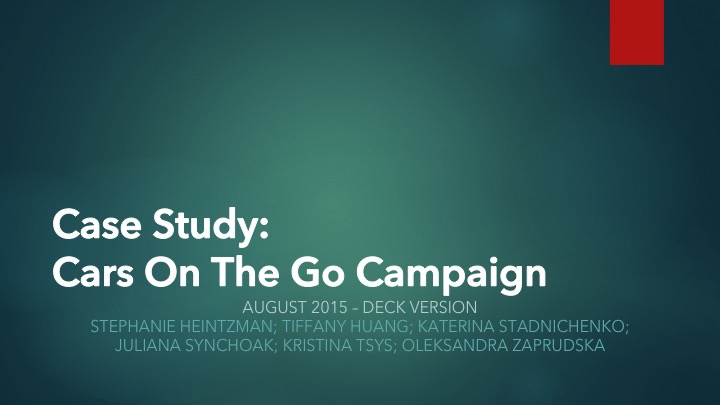 Case Study:
Cars On The Go Campaign
AUGUST 2015 – DECK VERSION
STEPHANIE HEINTZMAN; TIFFANY HUANG; KATERINA STADNICHENKO;
JULIANA SYNCHOAK; KRISTINA TSYS; OLEKSANDRA ZAPRUDSKA